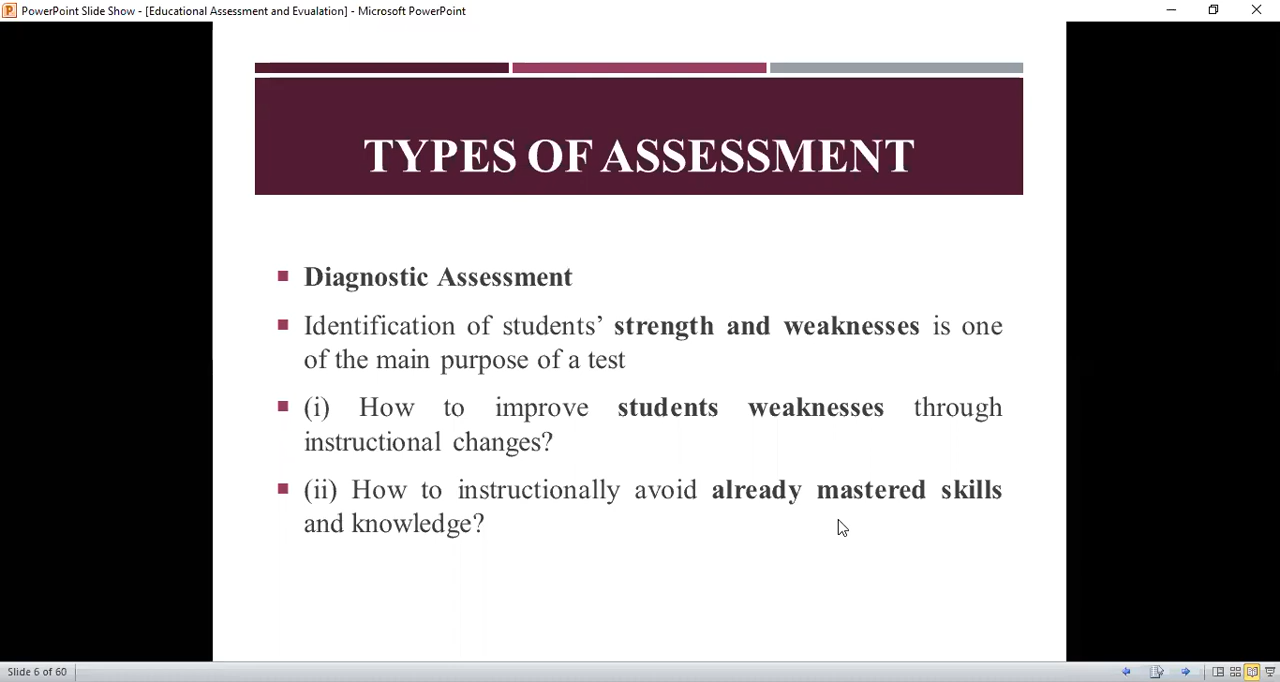 PowerPoint Slide Show - [Educational Assessment and Evualation] - Microsoft PowerPoint
TYPES OF ASSESSMENT
Diagnostic Assessment
Identification of students’ strength and weaknesses is one
of the main purpose of a test
(i) How to improve students weaknesses through
instructional changes?
(ii) How to instructionally avoid already mastered skills
and knowledge?
Slide 6 of 60